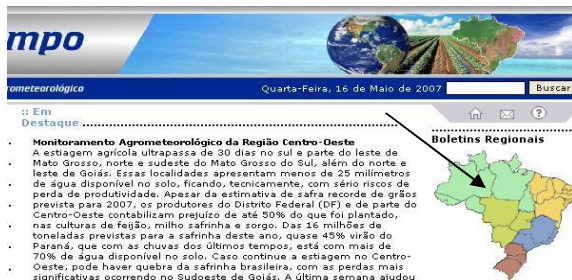 mpo
rometeorológico
Quarta-Feira, 16 de Maio de 2007
Buscar
:: Em
Destaque
Monitoramento Agrometeorológico da Região Centro-Oeste
A estiagem agrícola ultrapassa de 30 dias no sul e parte do leste de
Mato Grosso, norte e sudeste do Mato Grosso do Sul, além do norte e
leste de Goiás. Essas localidades apresentam menos de 25 milímetros
de água disponível no solo, ficando, tecnicamente, com sério riscos de
perda de produtividade. Apesar da estimativa de safra recorde de grãos
prevista para 2007, os produtores do Distrito Federal (DF) e de parte do
Centro-Oeste contabilizam prejuízo de até 50% do que foi plantado,
nas culturas de feijão, milho safrinha e sorgo. Das 16 milhões de
toneladas previstas para a safrinha deste ano, quase 45% virão do
Paraná, que com as chuvas dos últimos tempos, está com mais de
70% de água disponível no solo. Caso continue a estiagem no Centro-
Oeste, pode haver quebra da safrinha brasileira, com as perdas mais
significativas ocorrendo no Sudoeste de Goiás. A última semana ajudou
Boletins Regionais